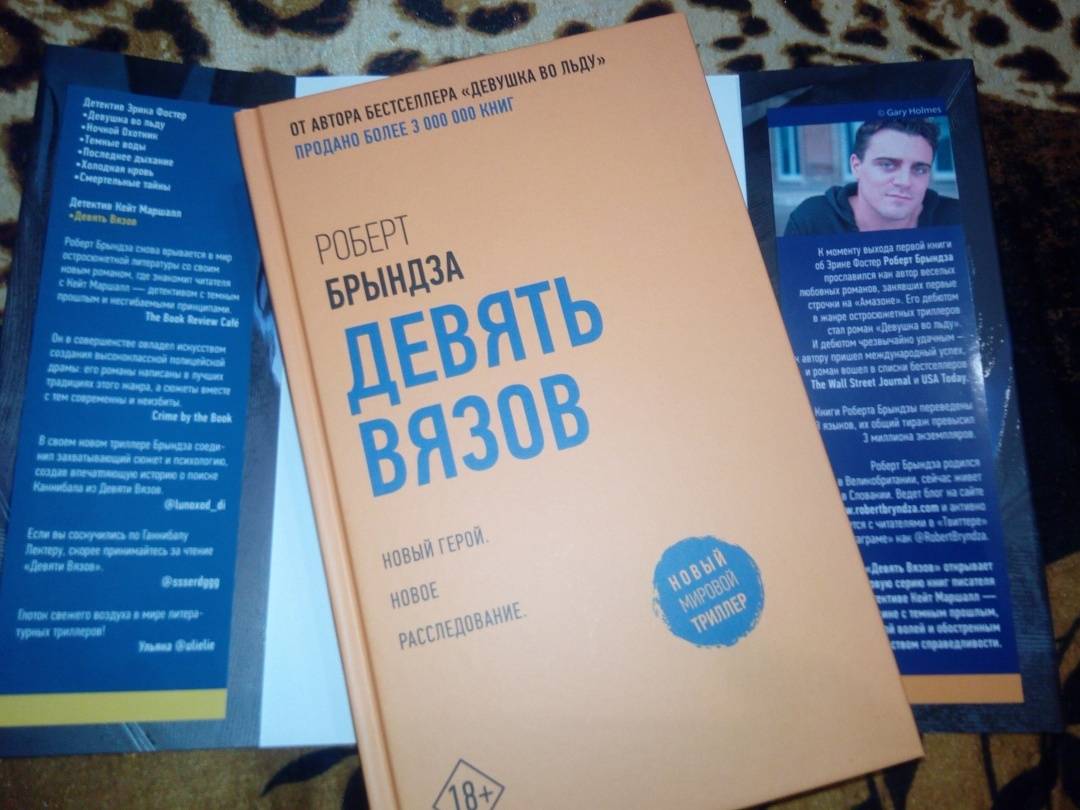 Детектив Эрика Фостер
•Девушка во льду
•Ночной Охотник
•Темные воды
•Последнее дыхание
•Холодная кровь
•Смертельные тайны
Детектив Кейт Маршалл
•Девять Вязов
Роберт Брындза снова врывается в мир
остросюжетной литературы со своим
новым романом, где знакомит читателя
с Кейт Маршалл — детективом с темным
прошлым и несгибаемыми принципами.
The Book Review Café
Он в совершенстве овладел искусством
создания высококлассной полицейской
драмы: его романы написаны в лучших
традициях этого жанра, а сюжеты вместе
с тем современны и неизбиты.
Crime by the Book
В своем новом триллере Брындза соеди-
нил захватывающий сюжет и психологию,
создав впечатляющую историю о поиске
Каннибала из Девяти Вязов.
@lunoxod_di
Если вы соскучились по Ганнибалу
Лектеру, скорее принимайтесь за чтение
«Девяти Вязов».
@ssserdggg
Глоток свежего воздуха в мире литера-
турных триллеров!
Ульяна @ulielie
ОТ АВТОРА БЕСТСЕЛЛЕРА «ДЕВУШКА ВО ЛЬДУ»
ПРОДАНО БОЛЕЕ 3 000 000 КНИГ
РОБЕРТ
БРЫНДЗА
ДЕВЯТЬ
ВЯЗОВ
НОВЫЙ ГЕРОЙ.
НОВОЕ
РАССЛЕДОВАНИЕ.
НОВЫЙ
МИРОВОЙ
ТРИЛЛЕР
18+
© Gary Holmes
К моменту выхода первой книги
об Эрике Фостер Роберт Брындза
прославился как автор веселых
любовных романов, занявших первые
строчки на «Амазоне». Его дебютом
в жанре остросюжетных триллеров
стал роман «Девушка во льду».
И дебютом чрезвычайно удачным —
к автору пришел международный успех,
и роман вошел в списки бестселлеров
The Wall Street Journal и USA Today.
Книги Роберта Брындзы переведены
языков, их общий тираж превысил
3 миллиона экземпляров.
Роберт Брындза родился
в Великобритании, сейчас живет
в Словакии. Ведет блог на сайте
w.robertbryndza.com и активно
с читателями в «Твиттере»
как @RobertBryndza.
«Девять Вязов» открывает
серию книг писателя
Кейт Маршалл —
с темным прошлым,
волей и обостренным
справедливости.